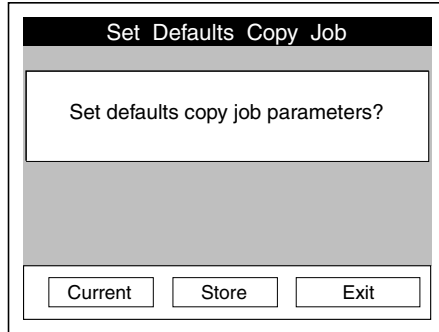 Set Defaults Copy Job
Set defaults copy job parameters?
Current Store Exit